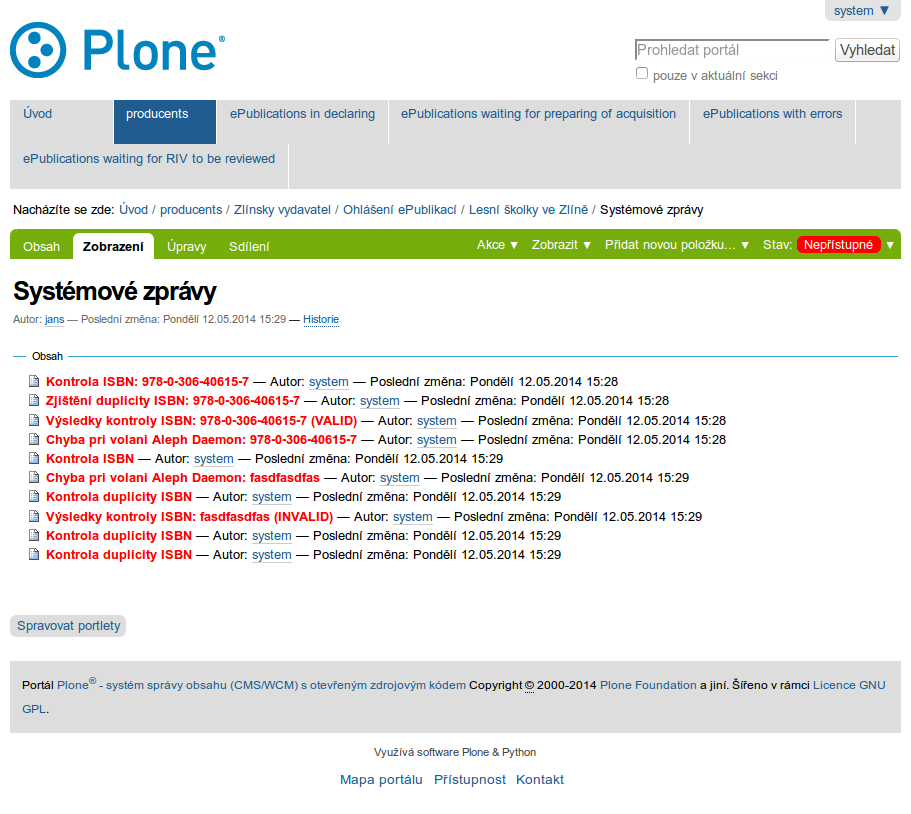 system ▼
Plone®
Prohledat portál
Vyhledat
pouze v aktuální sekci
Úvod
producents
ePublications in declaring
ePublications waiting for preparing of acquisition
ePublications with errors
ePublications waiting for RIV to be reviewed
Nacházíte se zde: Úvod / producents / Zlínsky vydavatel / Ohlášení ePublikací / Lesní školky ve Zlíně / Systémové zprávy
Obsah Zobrazení Úpravy Sdílení Akce ▼ Zobrazit ▼ Přidat novou položku… ▼ Stav: Nepřístupné ▼
Systémové zprávy
Autor: jans — Poslední změna: Pondělí 12.05.2014 15:29 — Historie
Obsah
Kontrola ISBN: 978-0-306-40615-7 — Autor: system — Poslední změna: Pondělí 12.05.2014 15:28
Zjištění duplicity ISBN: 978-0-306-40615-7 — Autor: system — Poslední změna: Pondělí 12.05.2014 15:28
Výsledky kontroly ISBN: 978-0-306-40615-7 (VALID) — Autor: system — Poslední změna: Pondělí 12.05.2014 15:28
Chyba pri volani Aleph Daemon: 978-0-306-40615-7 — Autor: system — Poslední změna: Pondělí 12.05.2014 15:28
Kontrola ISBN — Autor: system — Poslední změna: Pondělí 12.05.2014 15:29
Chyba pri volani Aleph Daemon: fasdfasdfas — Autor: system — Poslední změna: Pondělí 12.05.2014 15:29
Kontrola duplicity ISBN — Autor: system — Poslední změna: Pondělí 12.05.2014 15:29
Výsledky kontroly ISBN: fasdfasdfas (INVALID) — Autor: system — Poslední změna: Pondělí 12.05.2014 15:29
Kontrola duplicity ISBN — Autor: system — Poslední změna: Pondělí 12.05.2014 15:29
Kontrola duplicity ISBN — Autor: system — Poslední změna: Pondělí 12.05.2014 15:29
Spravovat portlety
Portál Plone® - systém správy obsahu (CMS/WCM) s otevřeným zdrojovým kódem Copyright © 2000-2014 Plone Foundation a jiní. Šířeno v rámci Licence GNU
GPL.
Využívá software Plone & Python
Mapa portálu Přístupnost Kontakt